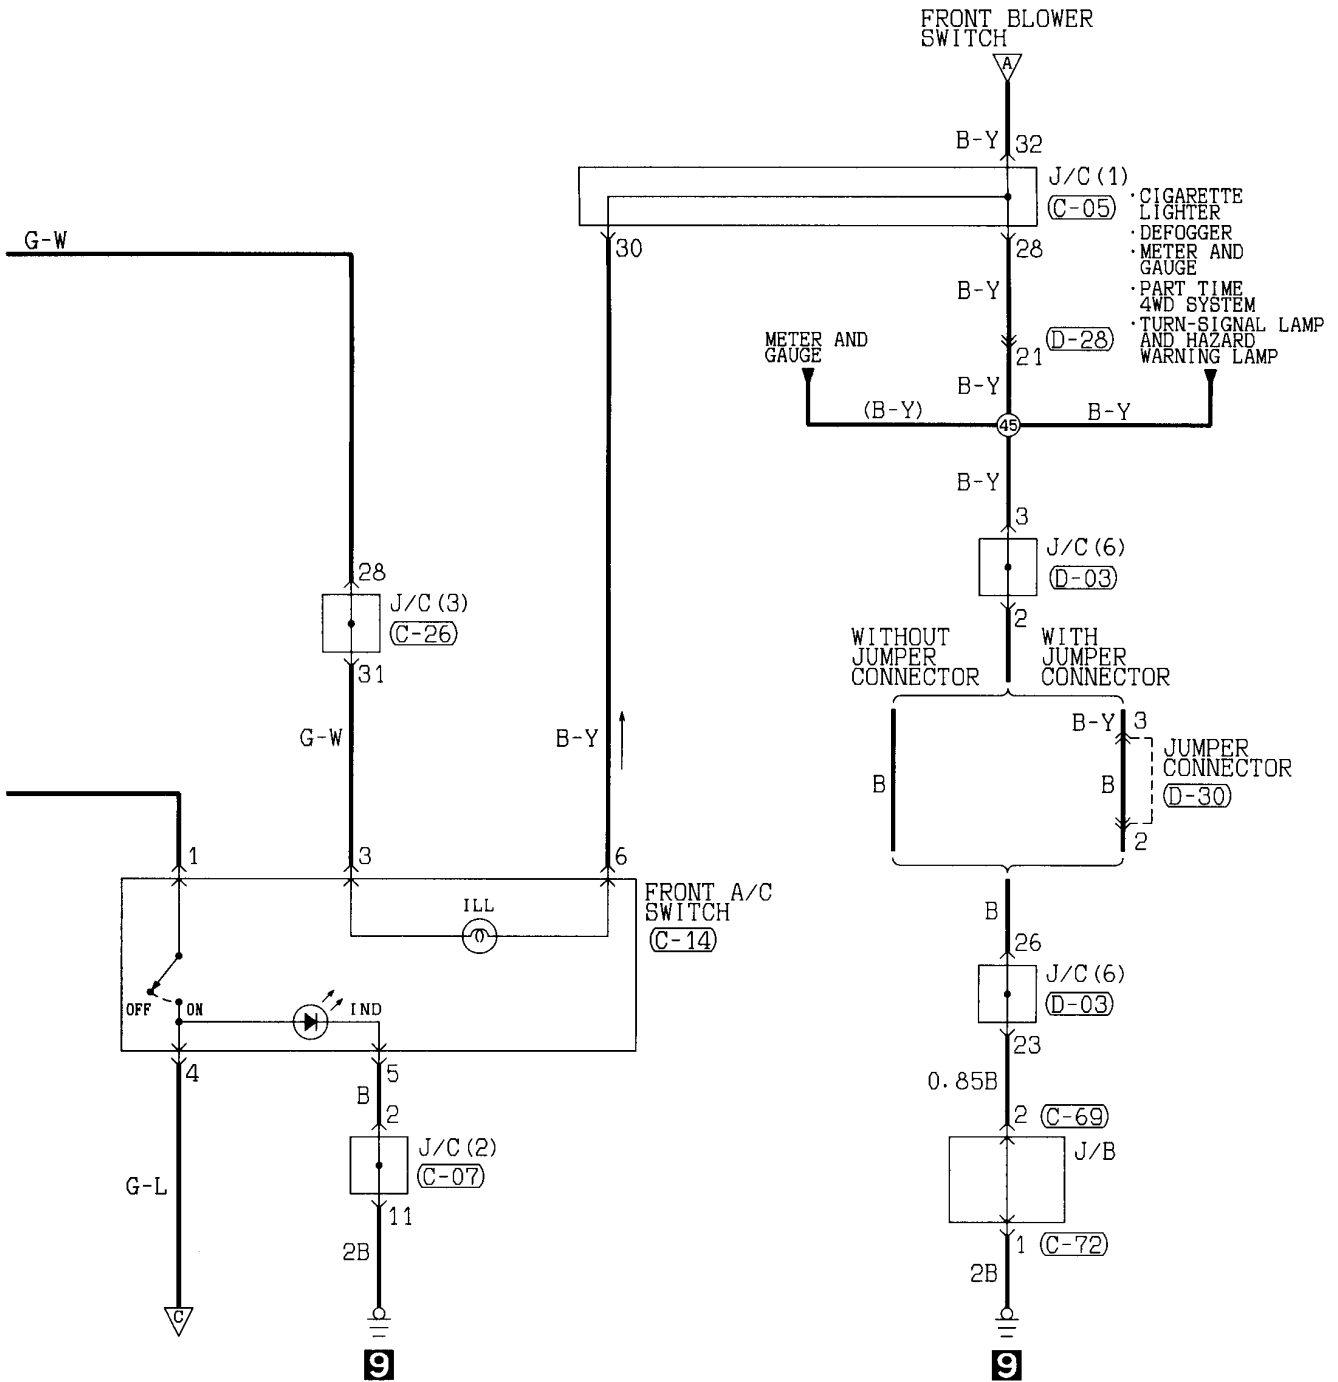 FRONT BLOWER
SWITCH
A
B-Y
32
J/C(1)
C-05
·CIGARETTE
LIGHTER
·DEFOGGER
·METER AND
GAUGE
·PART TIME
4WD SYSTEM
·TURN-SIGNAL LAMP
AND HAZARD
WARNING LAMP
G-W
30
28
B-Y
D-28
21
METER AND
GAUGE
B-Y
(B-Y)
45
B-Y
B-Y
3
J/C(6)
D-03
2
28
J/C(3)
C-26
31
WITHOUT
JUMPER
CONNECTOR
WITH
JUMPER
CONNECTOR
G-W
B-Y
B-Y
3
B
B
JUMPER
CONNECTOR
D-30
2
1
3
6
FRONT A/C
SWITCH
C-14
ILL
B
26
J/C(6)
D-03
OFF
ON
IND
23
4
5
B
2
0.85B
2
C-69
J/B
J/C(2)
C-07
G-L
11
2B
1
C-72
2B
C
9
9